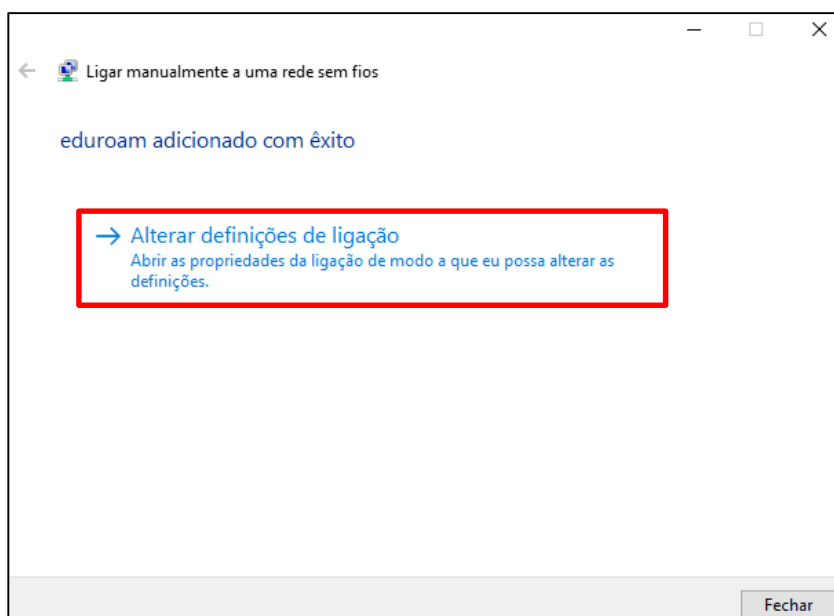 Ligar manualmente a uma rede sem fios
eduroam adicionado com êxito
Alterar definições de ligação
Abrir as propriedades da ligação de modo a que eu possa alterar as
definições.
Fechar